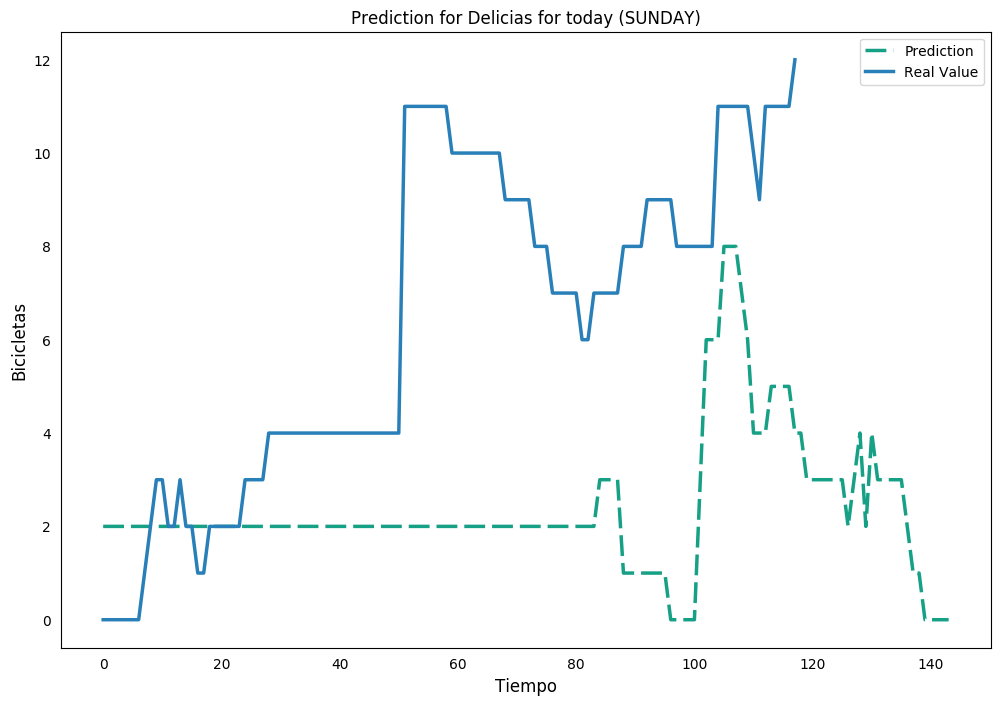 Prediction for Delicias for today (SUNDAY)
Prediction
Real Value
12
10
8
6
4
2
0
Bicicletas
0 20 40 60 80 100 120 140
Tiempo